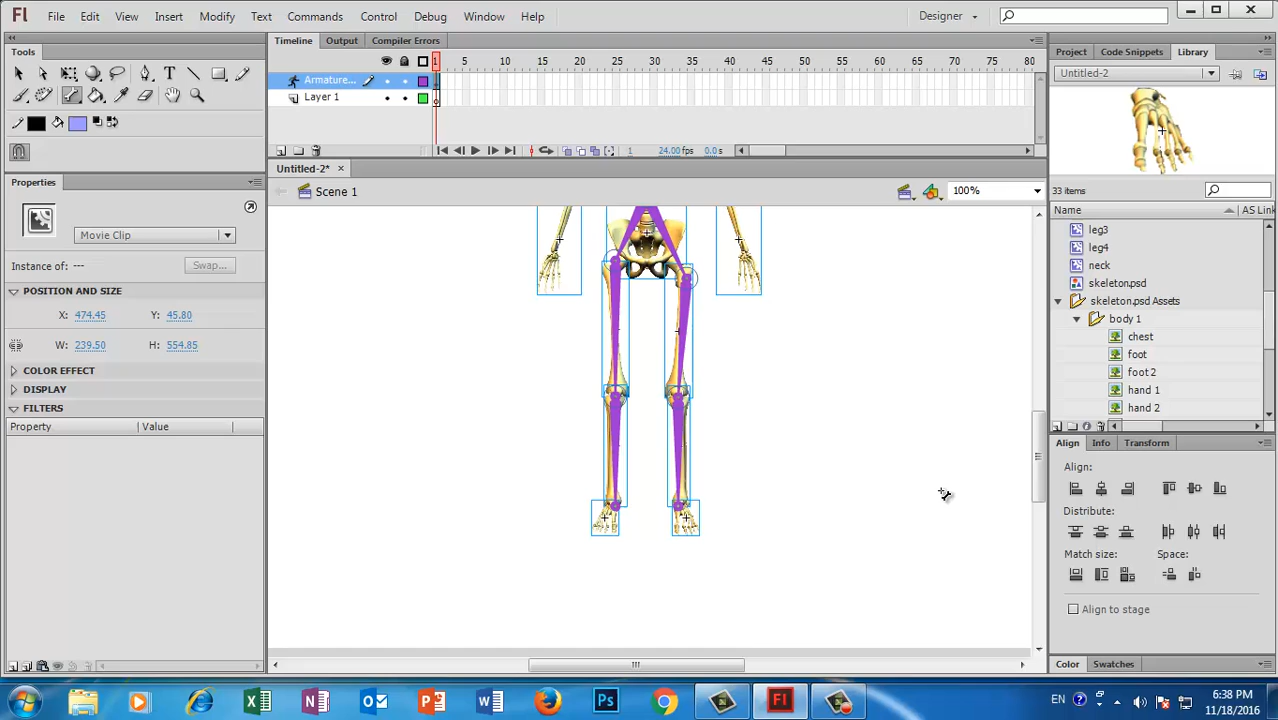 Fl File Edit View Insert Modify Text Commands Control Debug Window Help Designer
Tools
Timeline Output Compiler Errors
Project Code Snippets Library
1 5 10 15 20 25 30 35 40 45 50 55 60 65 70 75 80
Armature...
Layer 1
1 24.00 fps 0.0 s
Untitled-2*
Scene 1
100%
Properties
Movie Clip
Instance of: ---
Swap...
POSITION AND SIZE
X: 474.45 Y: 45.80
W: 239.50 H: 554.85
COLOR EFFECT
DISPLAY
FILTERS
Property Value
Untitled-2
33 items
Name AS Link
leg3
leg4
neck
skeleton.psd
skeleton.psd Assets
body 1
chest
foot
foot 2
hand 1
hand 2
Align Info Transform
Align:
Distribute:
Match size: Space:
Align to stage
Color Swatches
EN
6:38 PM
11/18/2016